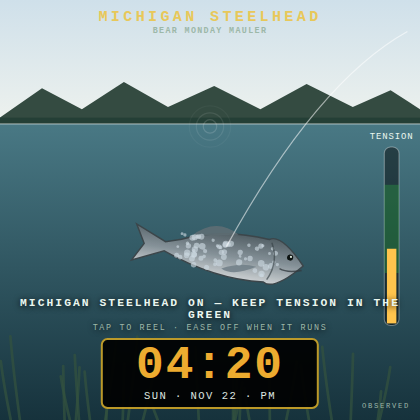 MICHIGAN STEELHEAD
BEAR MONDAY MAULER
TENSION
MICHIGAN STEELHEAD ON — KEEP TENSION IN THE
GREEN
TAP TO REEL · EASE OFF WHEN IT RUNS
04:20
SUN · NOV 22 · PM
OBSERVED